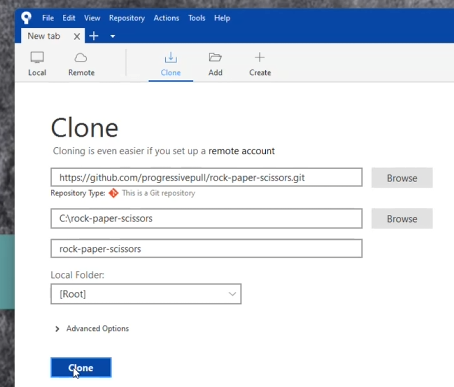 File Edit View Repository Actions Tools Help
New tab
Local Remote Clone Add Create
Clone
Cloning is even easier if you set up a remote account
https://github.com/progressivepull/rock-paper-scissors.git Browse
Repository Type: This is a Git repository
C:\rock-paper-scissors Browse
rock-paper-scissors
Local Folder:
[Root]
Advanced Options
Clone